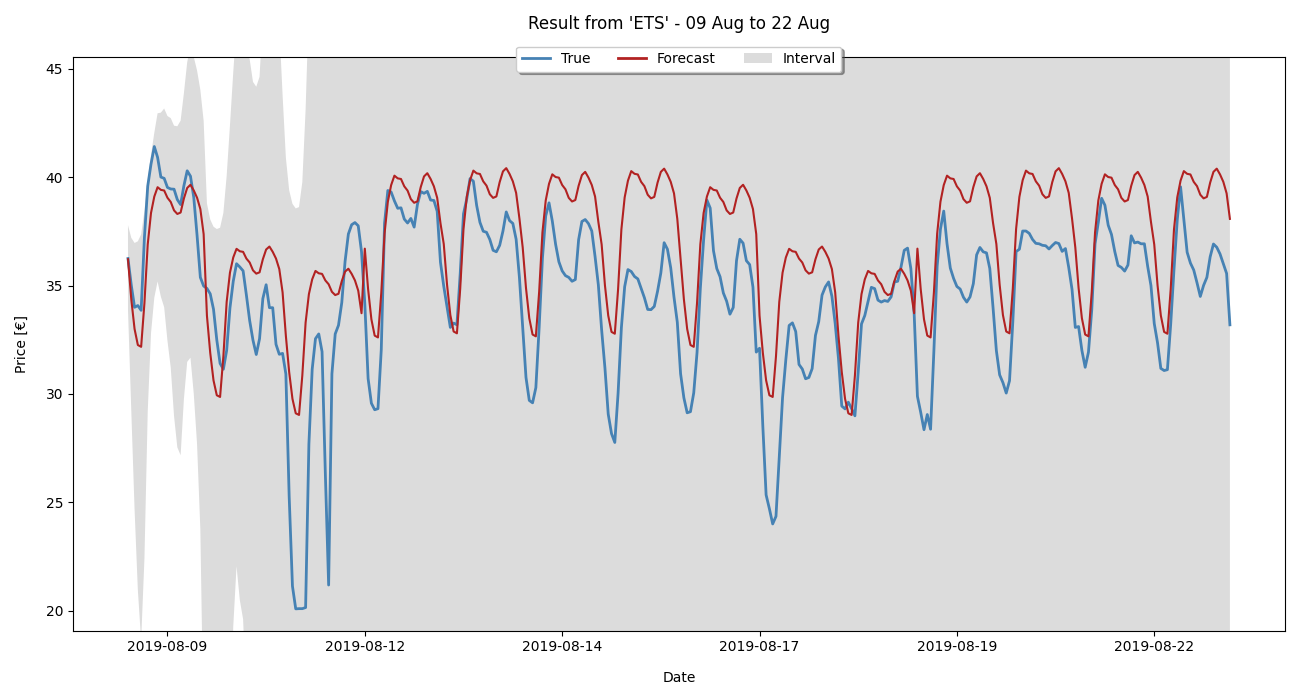 Result from 'ETS' - 09 Aug to 22 Aug
True Forecast Interval
45
40
35
30
25
20
Price [€]
2019-08-09 2019-08-12 2019-08-14 2019-08-17 2019-08-19 2019-08-22
Date